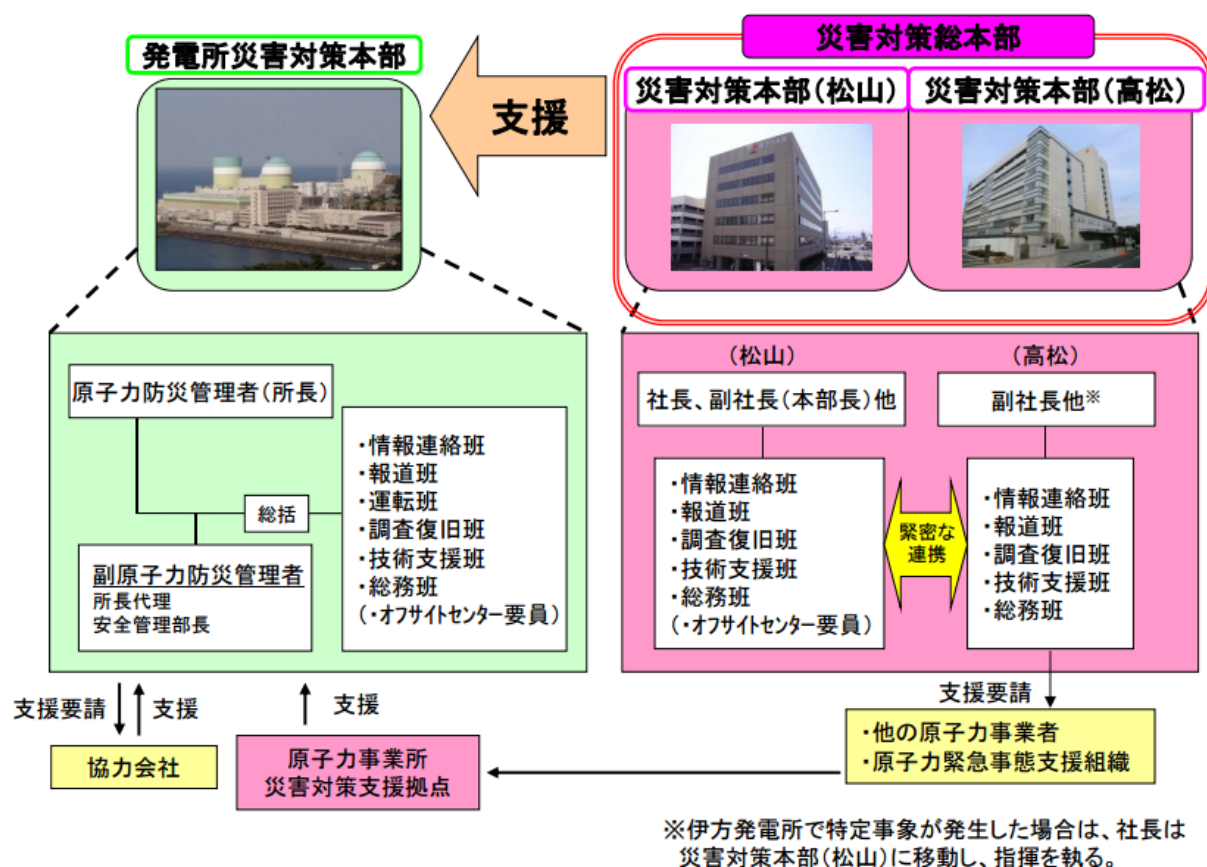 災害対策総本部
発電所災害対策本部
災害対策本部(松山)
災害対策本部(高松)
支援
原子力防災管理者(所長)
総括
副原子力防災管理者
所長代理
安全管理部長
・情報連絡班
・報道班
・運転班
・調査復旧班
・技術支援班
・総務班
(・オフサイトセンター要員)
(松山)
社長、副社長(本部長)他
・情報連絡班
・報道班
・調査復旧班
・技術支援班
・総務班
(・オフサイトセンター要員)
緊密な
連携
(高松)
副社長他※
・情報連絡班
・報道班
・調査復旧班
・技術支援班
・総務班
支援要請
支援
協力会社
支援
原子力事業所
災害対策支援拠点
支援要請
・他の原子力事業者
・原子力緊急事態支援組織
※伊方発電所で特定事象が発生した場合は、社長は
災害対策本部(松山)に移動し、指揮を執る。